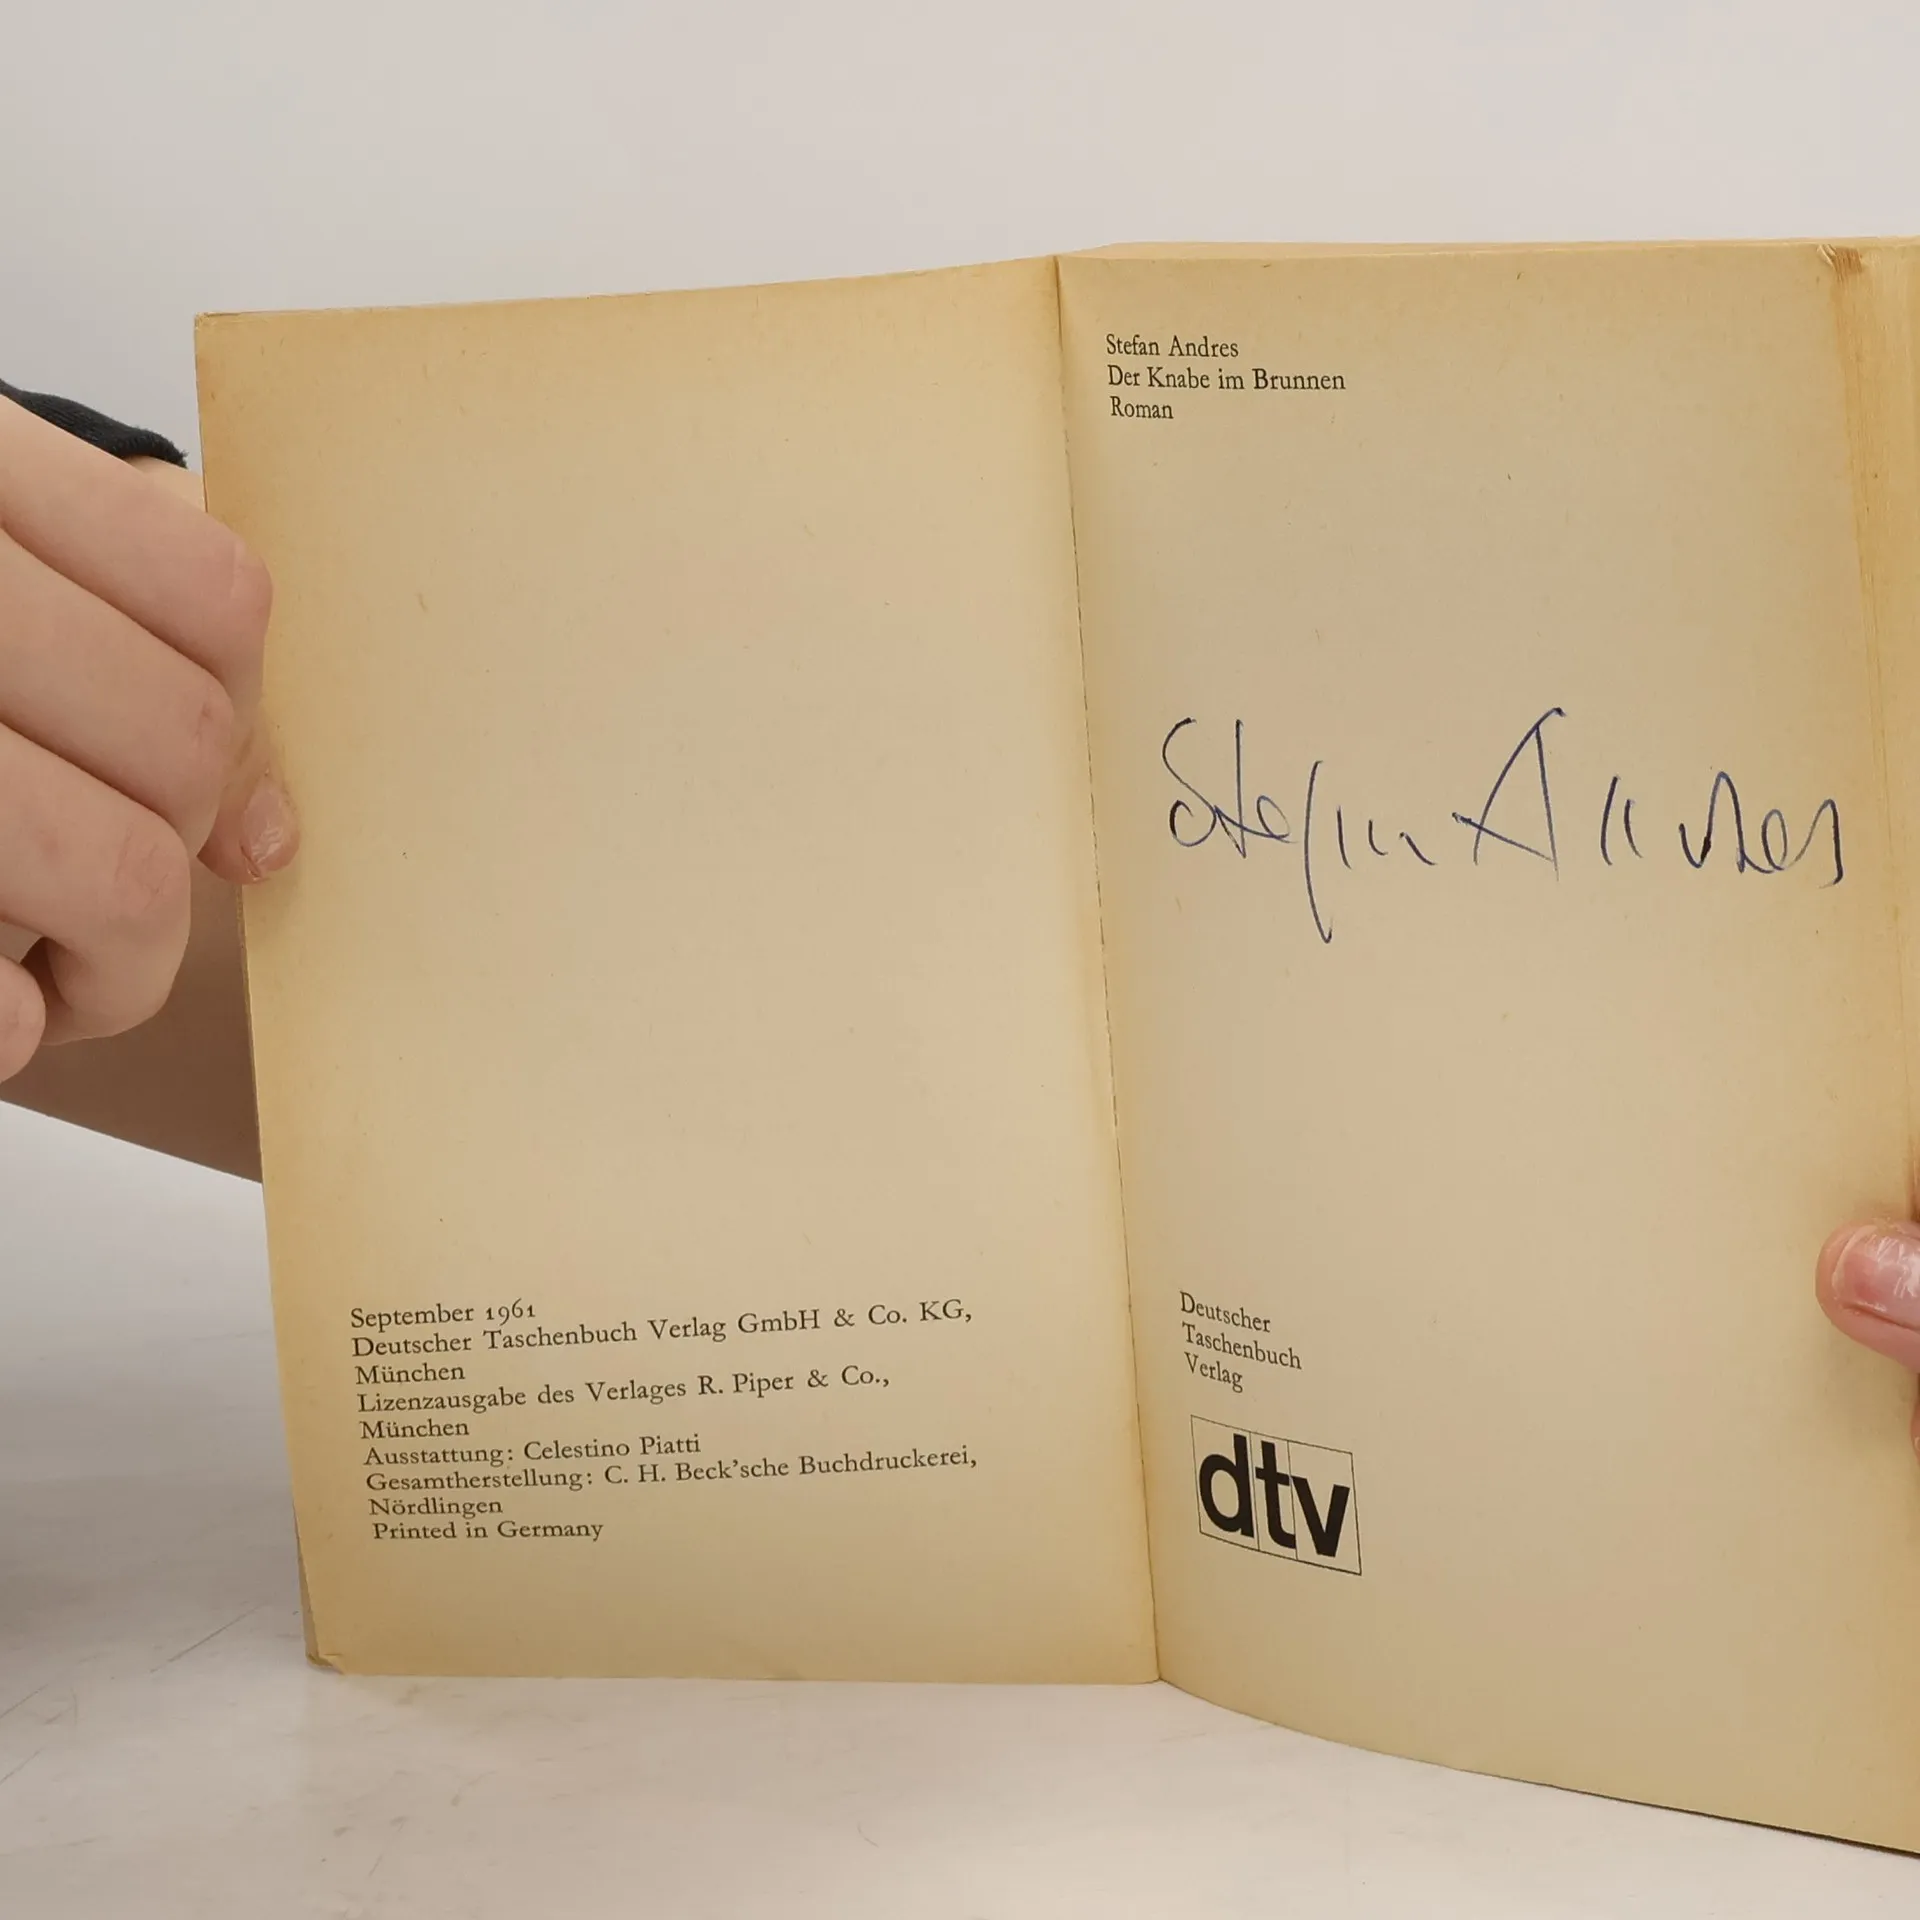 September 1961
Deutscher Taschenbuch Verlag GmbH & Co. KG,
München
Lizenzausgabe des Verlages R. Piper & Co.,
München
Ausstattung: Celestino Piatti
Gesamtherstellung: C. H. Beck’sche Buchdruckerei,
Nördlingen
Printed in Germany
Stefan Andres
Der Knabe im Brunnen
Roman
Stefan Andres
Deutscher
Taschenbuch
Verlag
dtv